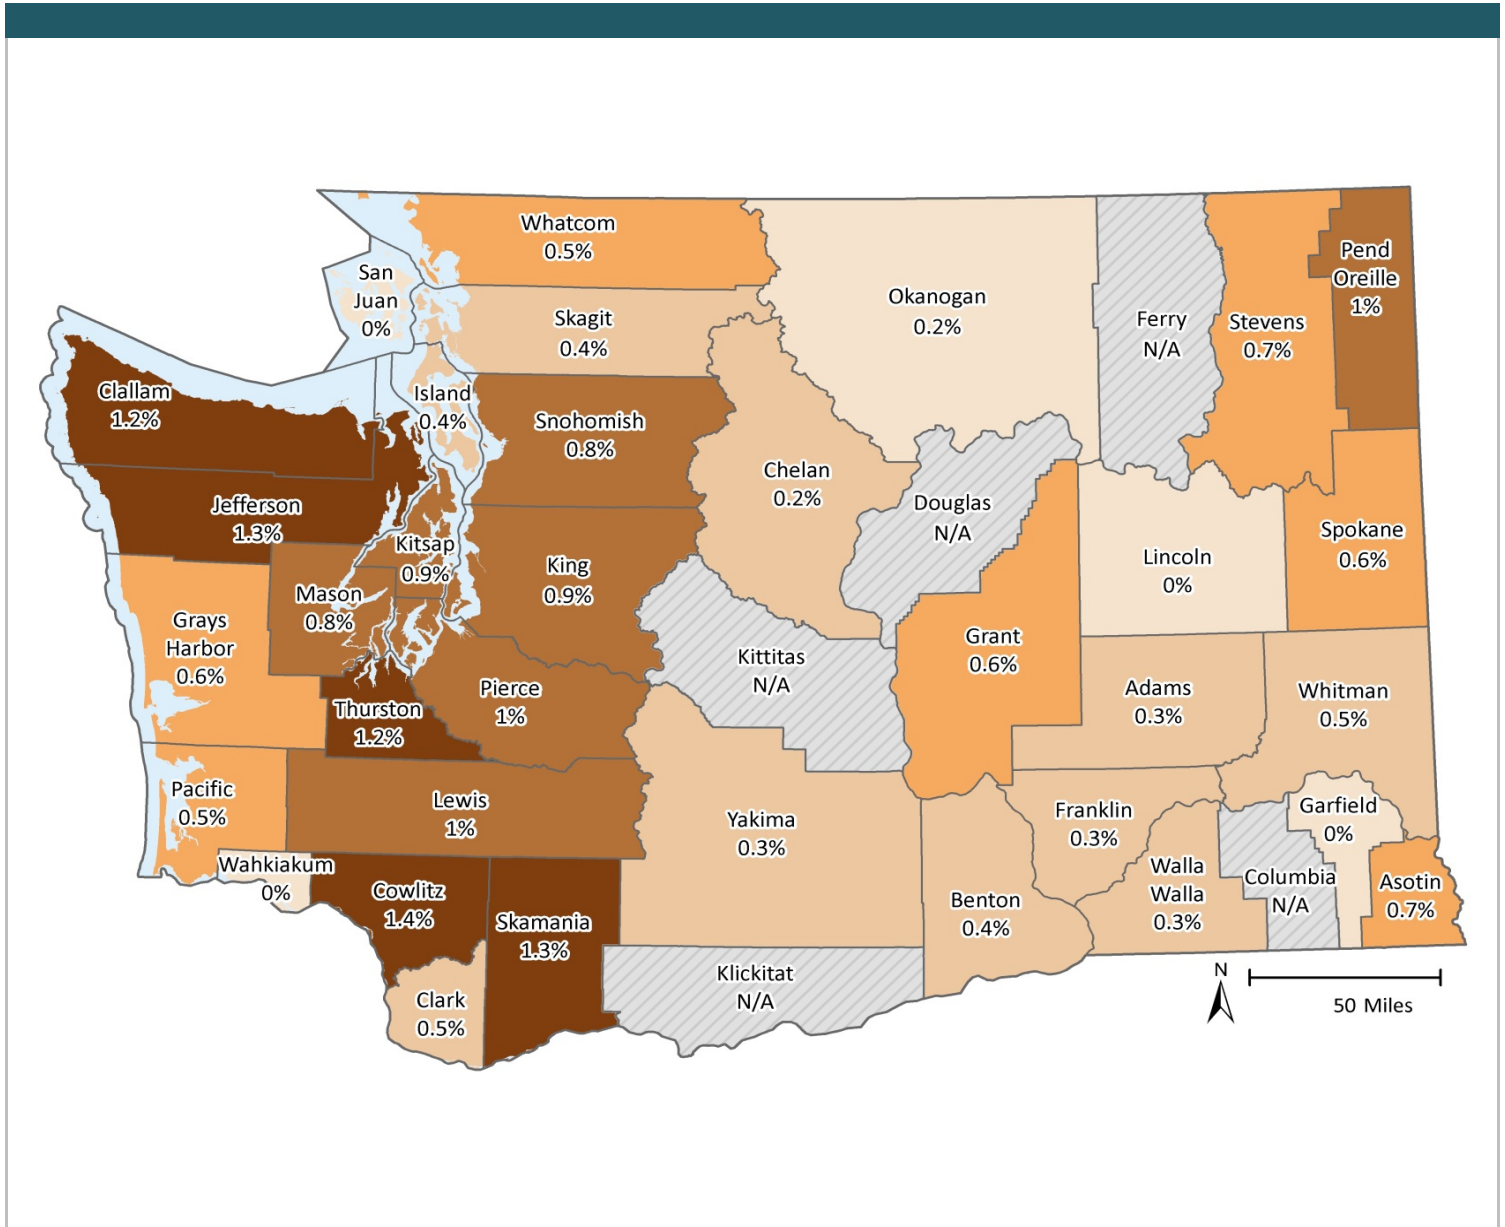 Whatcom
0.5%
San
Juan
0%
Skagit
0.4%
Okanogan
0.2%
Ferry
N/A
Stevens
0.7%
Pend
Oreille
1%
Clallam
1.2%
Island
0.4%
Snohomish
0.8%
Chelan
0.2%
Douglas
N/A
Jefferson
1.3%
Kitsap
0.9%
King
0.9%
Lincoln
0%
Spokane
0.6%
Mason
0.8%
Grays
Harbor
0.6%
Kittitas
N/A
Grant
0.6%
Adams
0.3%
Whitman
0.5%
Pierce
1%
Thurston
1.2%
Pacific
0.5%
Lewis
1%
Yakima
0.3%
Franklin
0.3%
Garfield
0%
Wahkiakum
0%
Cowlitz
1.4%
Skamania
1.3%
Benton
0.4%
Walla
Walla
0.3%
Columbia
N/A
Asotin
0.7%
Clark
0.5%
Klickitat
N/A
N
50 Miles